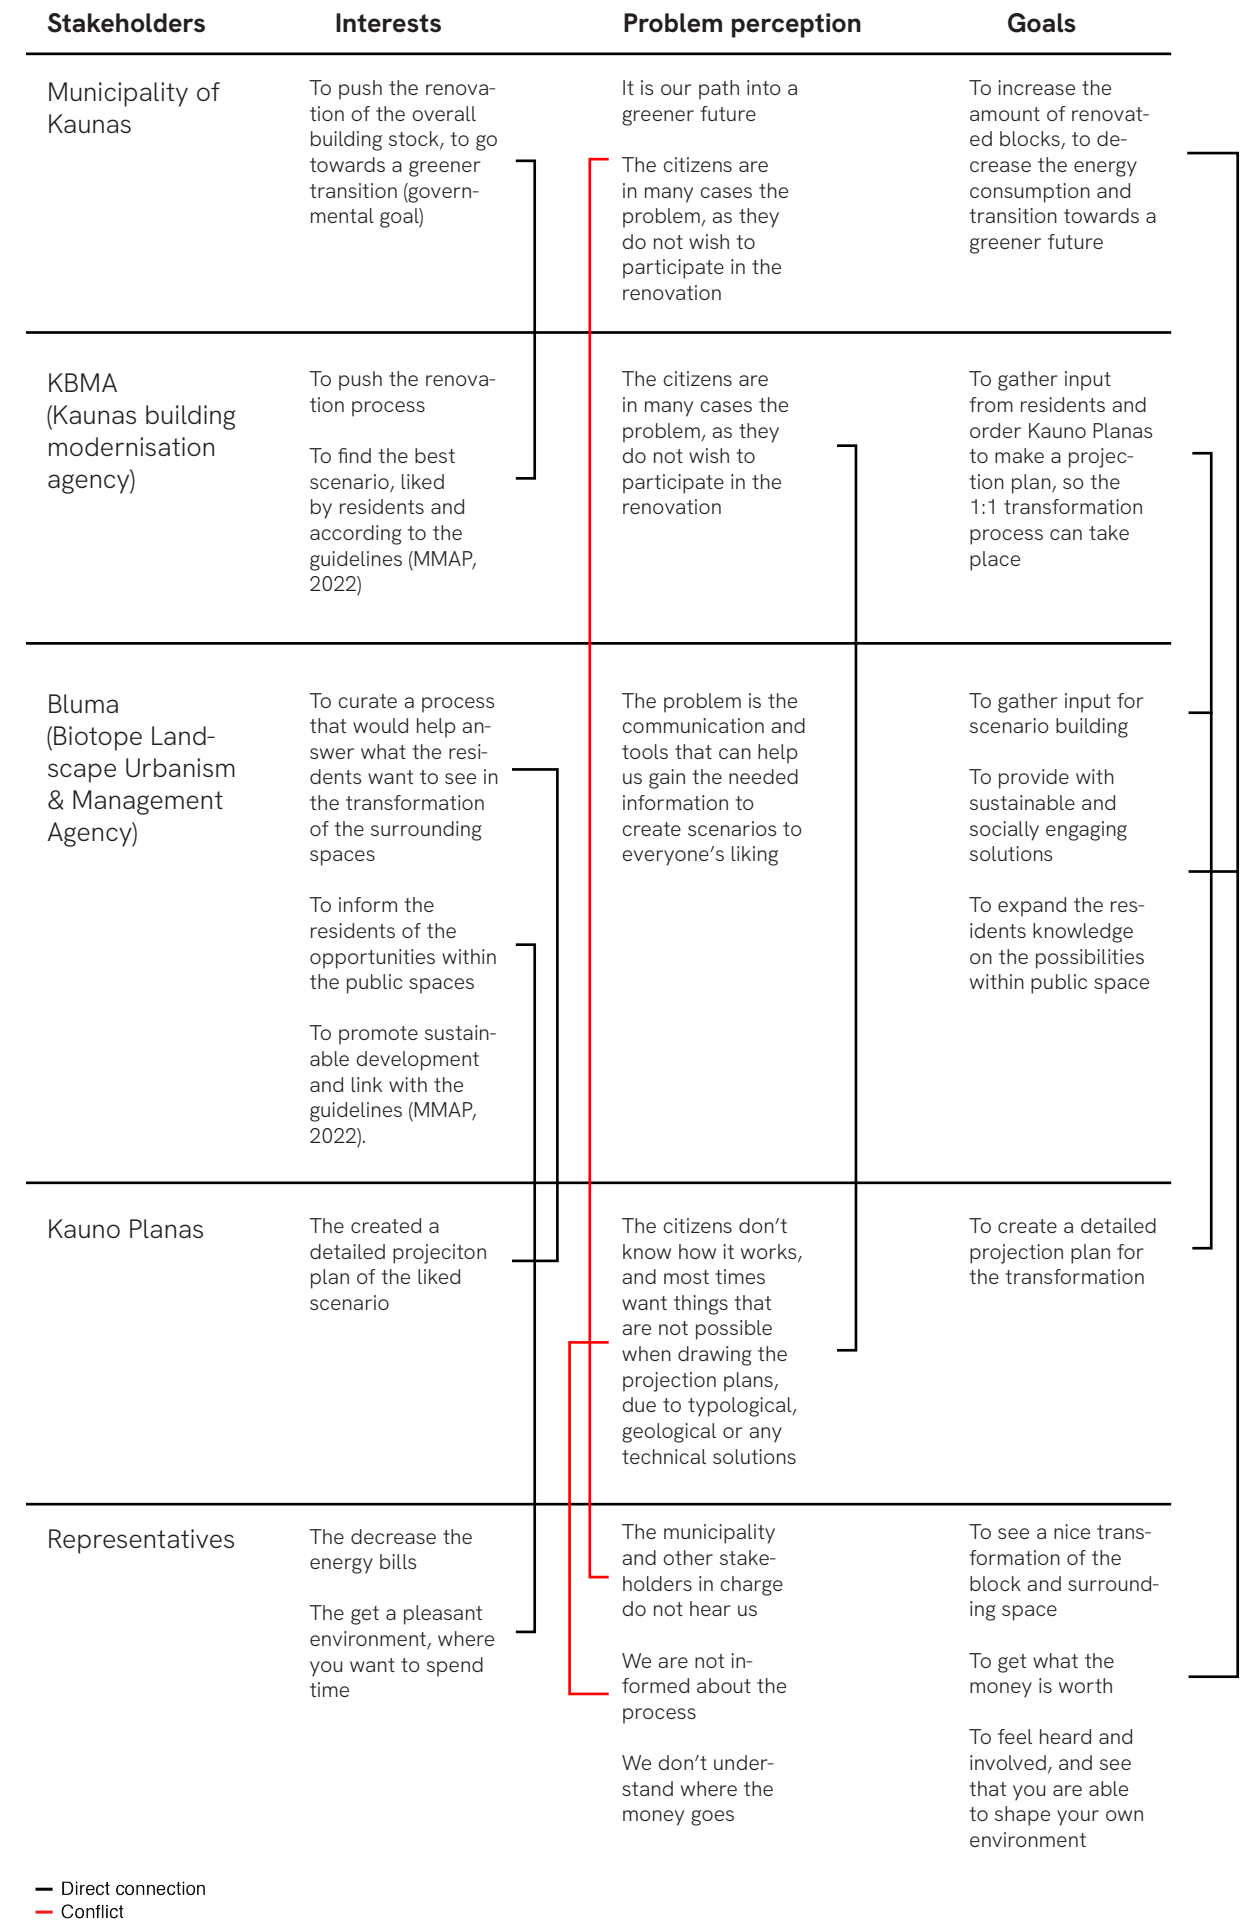 Stakeholders
Interests
Problem perception
Goals
Municipality of
Kaunas
To push the renova-
tion of the overall
building stock, to go
towards a greener
transition (govern-
mental goal)
It is our path into a
greener future
The citizens are
in many cases the
problem, as they
do not wish to
participate in the
renovation
To increase the
amount of renovat-
ed blocks, to de-
crease the energy
consumption and
transition towards a
greener future
KBMA
(Kaunas building
modernisation
agency)
To push the renova-
tion process
To find the best
scenario, liked
by residents and
according to the
guidelines (MMAP,
2022)
The citizens are
in many cases the
problem, as they
do not wish to
participate in the
renovation
To gather input
from residents and
order Kauno Planas
to make a projec-
tion plan, so the
1:1 transformation
process can take
place
Bluma
(Biotope Land-
scape Urbanism
& Management
Agency)
To curate a process
that would help an-
swer what the resi-
dents want to see in
the transformation
of the surrounding
spaces
To inform the
residents of the
opportunities within
the public spaces
To promote sustain-
able development
and link with the
guidelines (MMAP,
2022).
The problem is the
communication and
tools that can help
us gain the needed
information to
create scenarios to
everyone's liking
To gather input for
scenario building
To provide with
sustainable and
socially engaging
solutions
To expand the res-
idents knowledge
on the possibilities
within public space
Kauno Planas
The created a
detailed projeciton
plan of the liked
scenario
The citizens don't
know how it works,
and most times
want things that
are not possible
when drawing the
projection plans,
due to typological,
geological or any
technical solutions
To create a detailed
projection plan for
the transformation
Representatives
The decrease the
energy bills
The get a pleasant
environment, where
you want to spend
time
The municipality
and other stake-
holders in charge
do not hear us
We are not in-
formed about the
process
We don't under-
stand where the
money goes
To see a nice trans-
formation of the
block and surround-
ing space
To get what the
money is worth
To feel heard and
involved, and see
that you are able
to shape your own
environment
Direct connection
Conflict